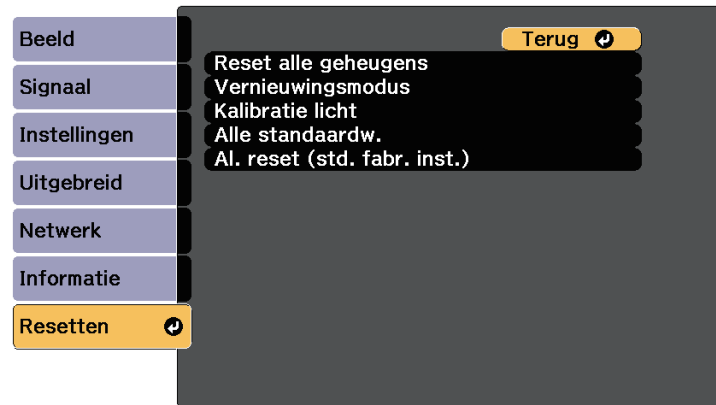 Beeld
Signaal
Instellingen
Uitgebreid
Netwerk
Informatie
Resetten
Terug
Reset alle geheugens
Vernieuwingsmodus
Kalibratie licht
Alle standaardw.
Al. reset (std. fabr. inst.)